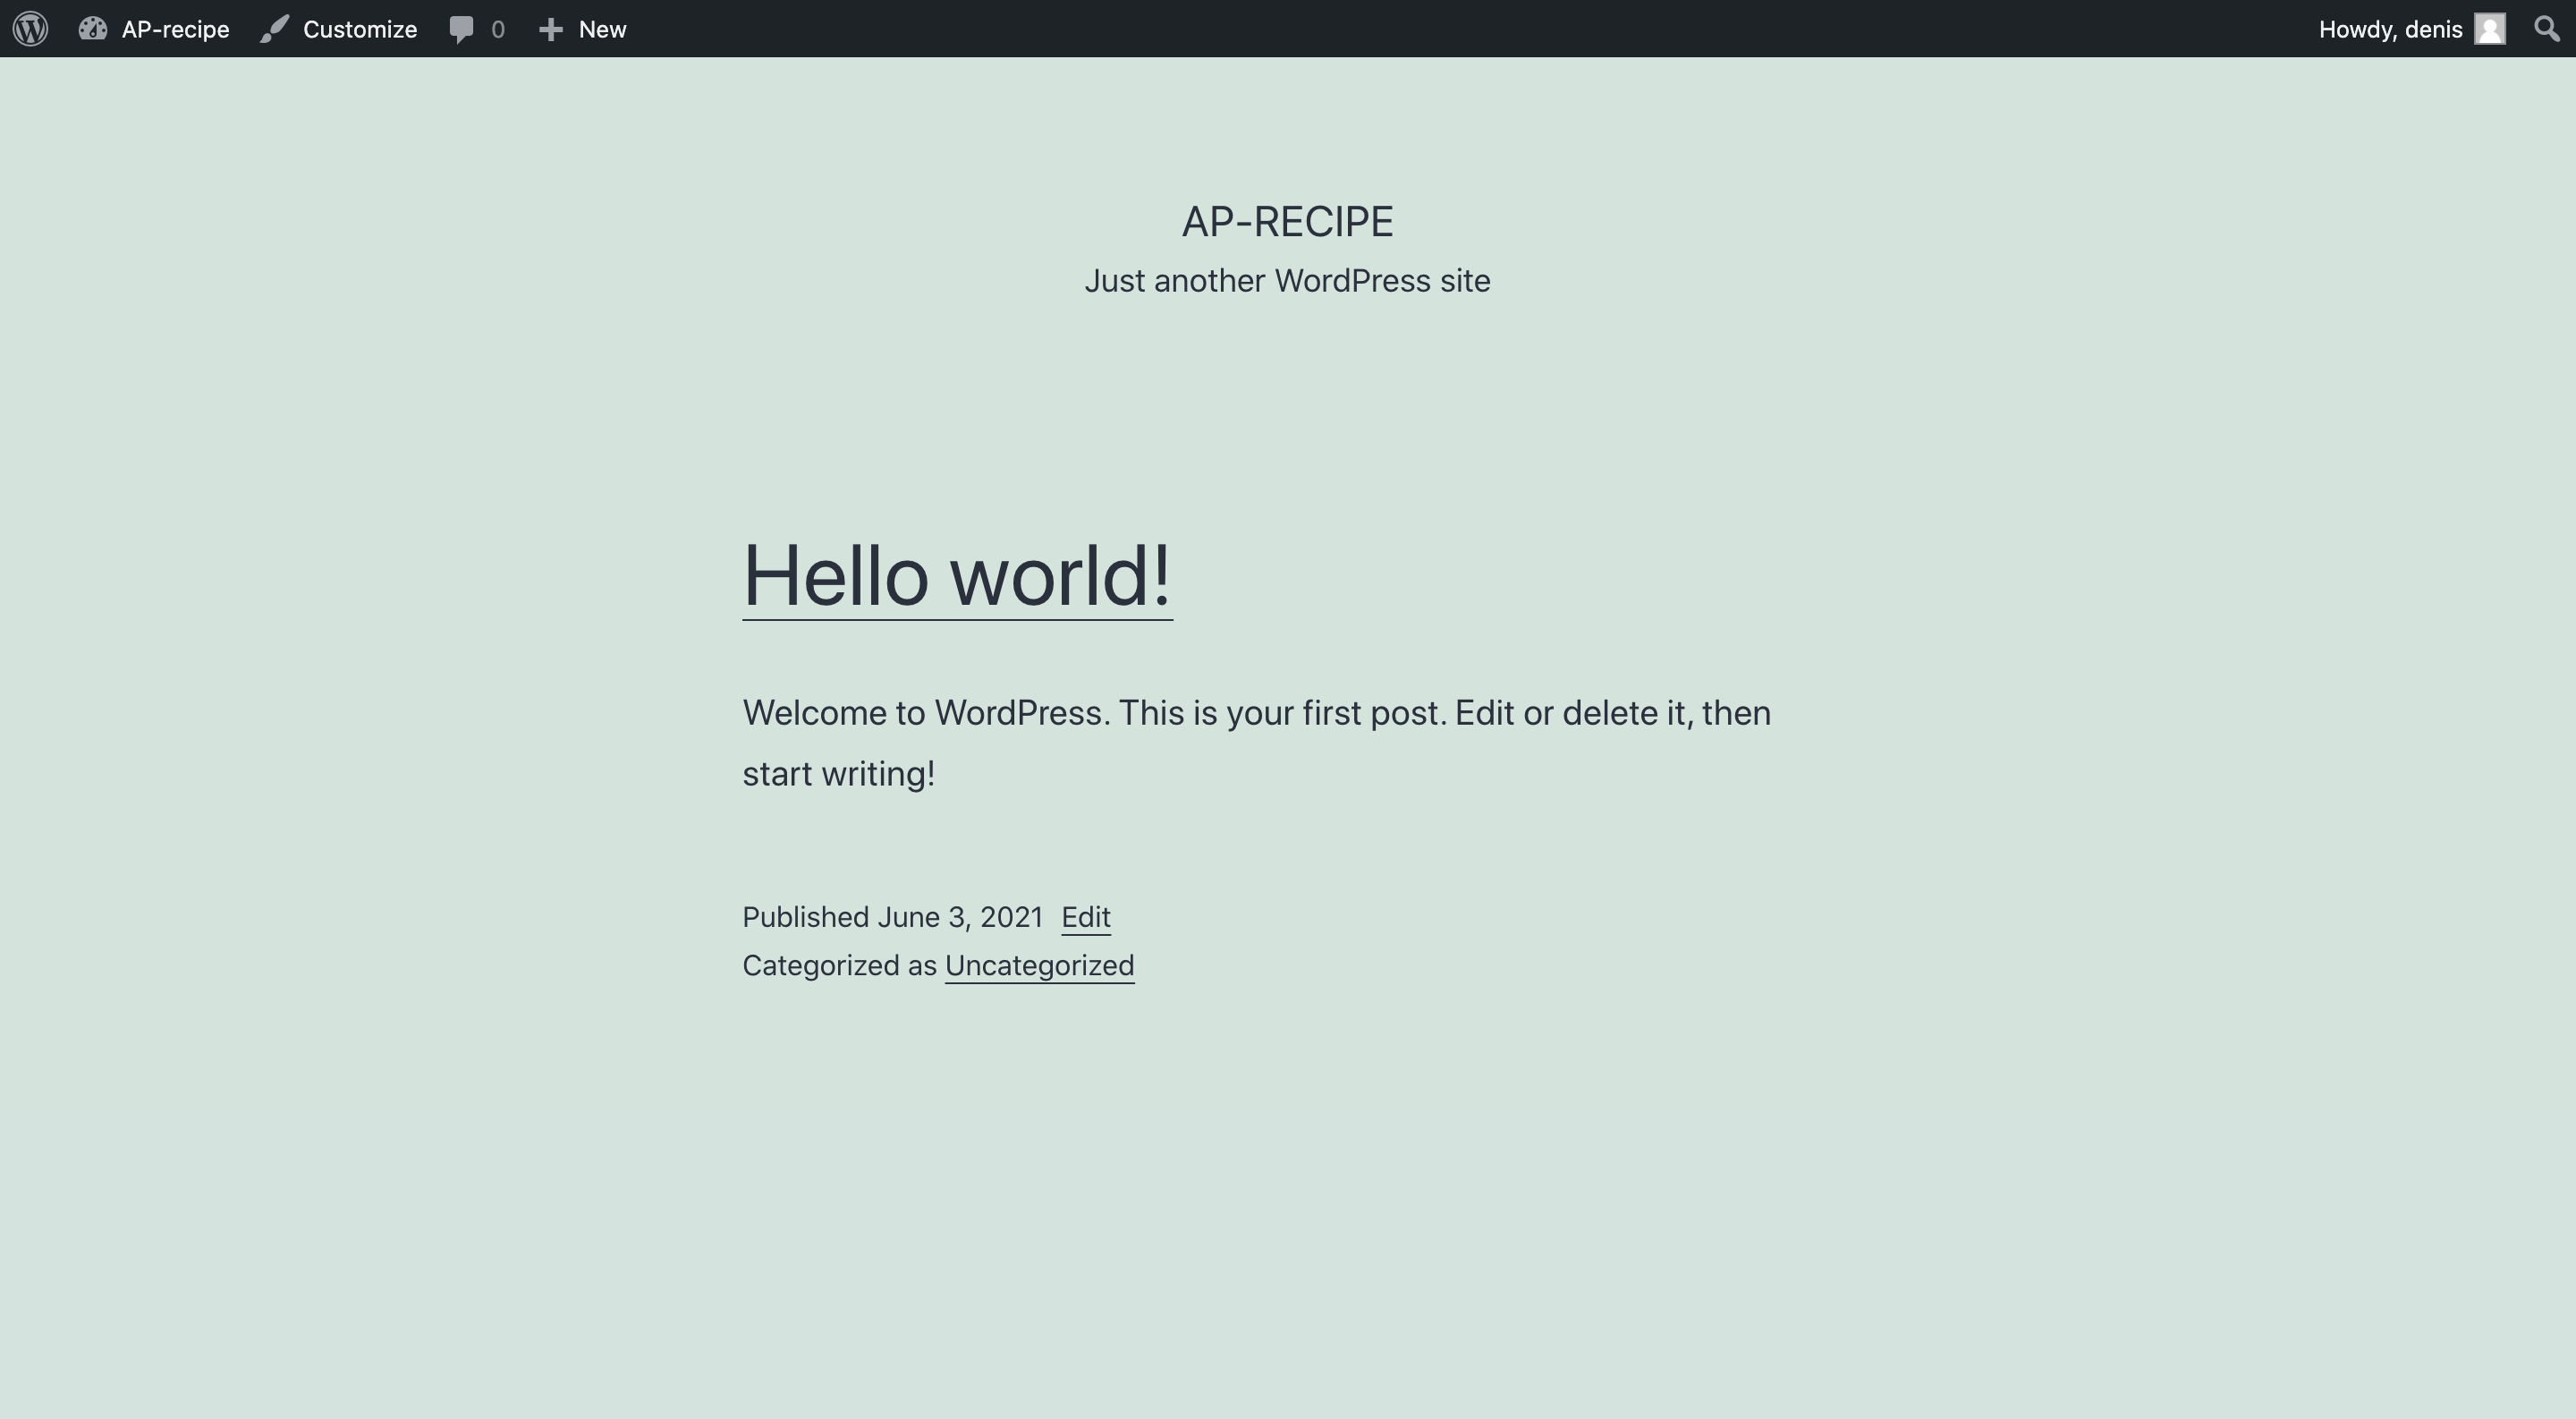 AP-recipe Customize 0 New Howdy, denis
AP-RECIPE
Just another WordPress site
Hello world!
Welcome to WordPress. This is your first post. Edit or delete it, then
start writing!
Published June 3, 2021 Edit
Categorized as Uncategorized